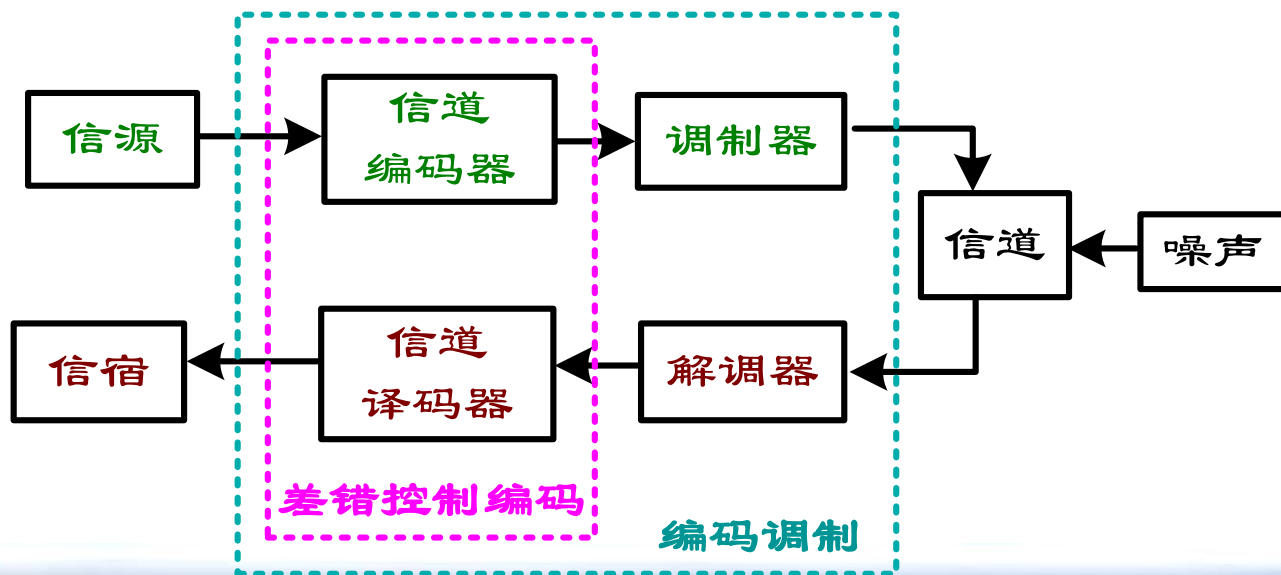 信源
信道
编码器
调制器
信道
噪声
信宿
信道
译码器
解调器
差错控制编码
编码调制